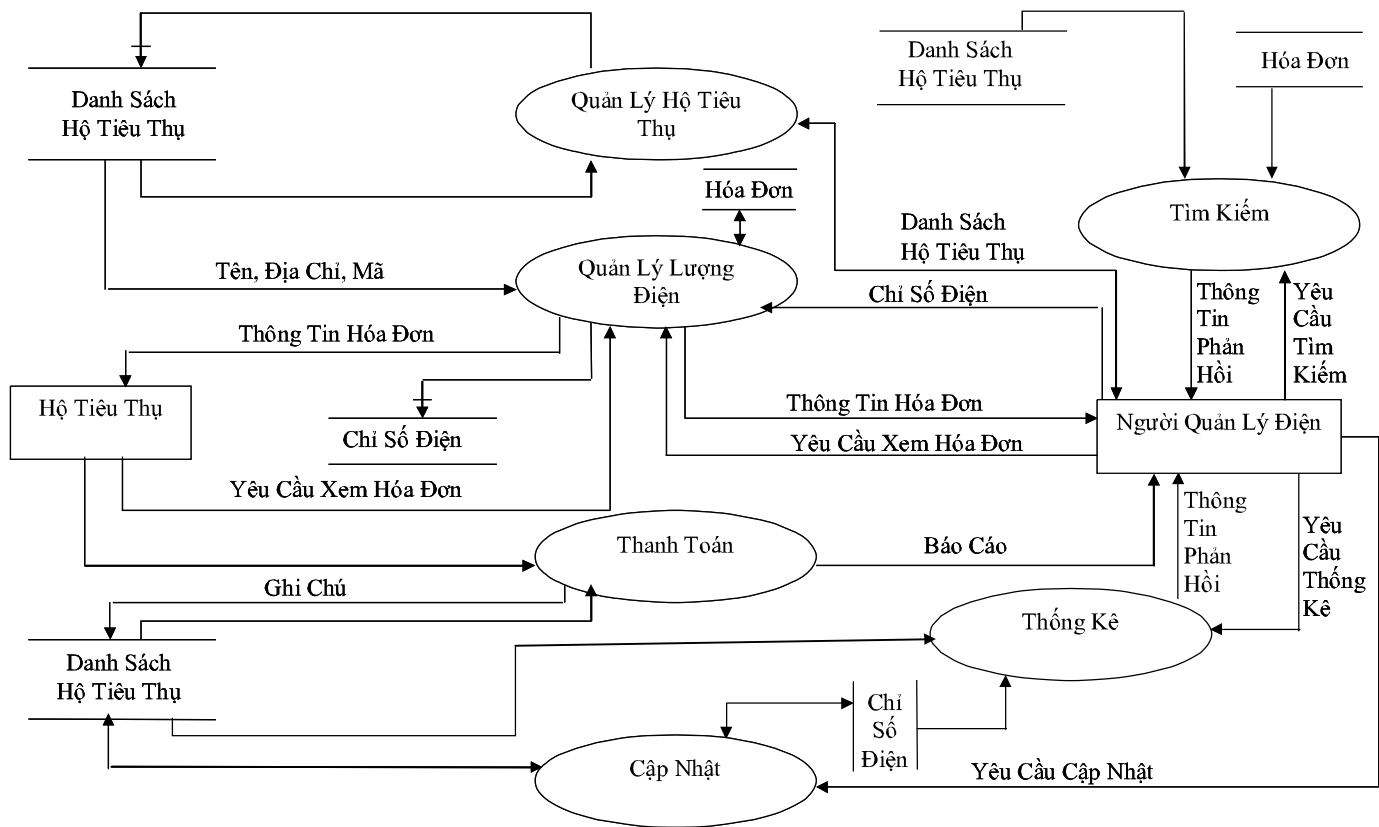 Danh Sách
Hộ Tiêu Thụ
Hóa Đơn
Danh Sách
Hộ Tiêu Thụ
Quản Lý Hộ Tiêu
Thụ
Hóa Đơn
Tìm Kiếm
Danh Sách
Hộ Tiêu Thụ
Tên, Địa Chỉ, Mã
Quản Lý Lượng
Điện
Chỉ Số Điện
Thông
Tin
Phản
Hồi
Yêu
Cầu
Tìm
Kiếm
Thông Tin Hóa Đơn
Hộ Tiêu Thụ
Chỉ Số Điện
Thông Tin Hóa Đơn
Người Quản Lý Điện
Yêu Cầu Xem Hóa Đơn
Yêu Cầu Xem Hóa Đơn
Thông
Tin
Phản
Hồi
Yêu
Cầu
Thống
Kê
Thanh Toán
Báo Cáo
Ghi Chú
Thống Kê
Danh Sách
Hộ Tiêu Thụ
Chỉ
Số
Điện
Cập Nhật
Yêu Cầu Cập Nhật